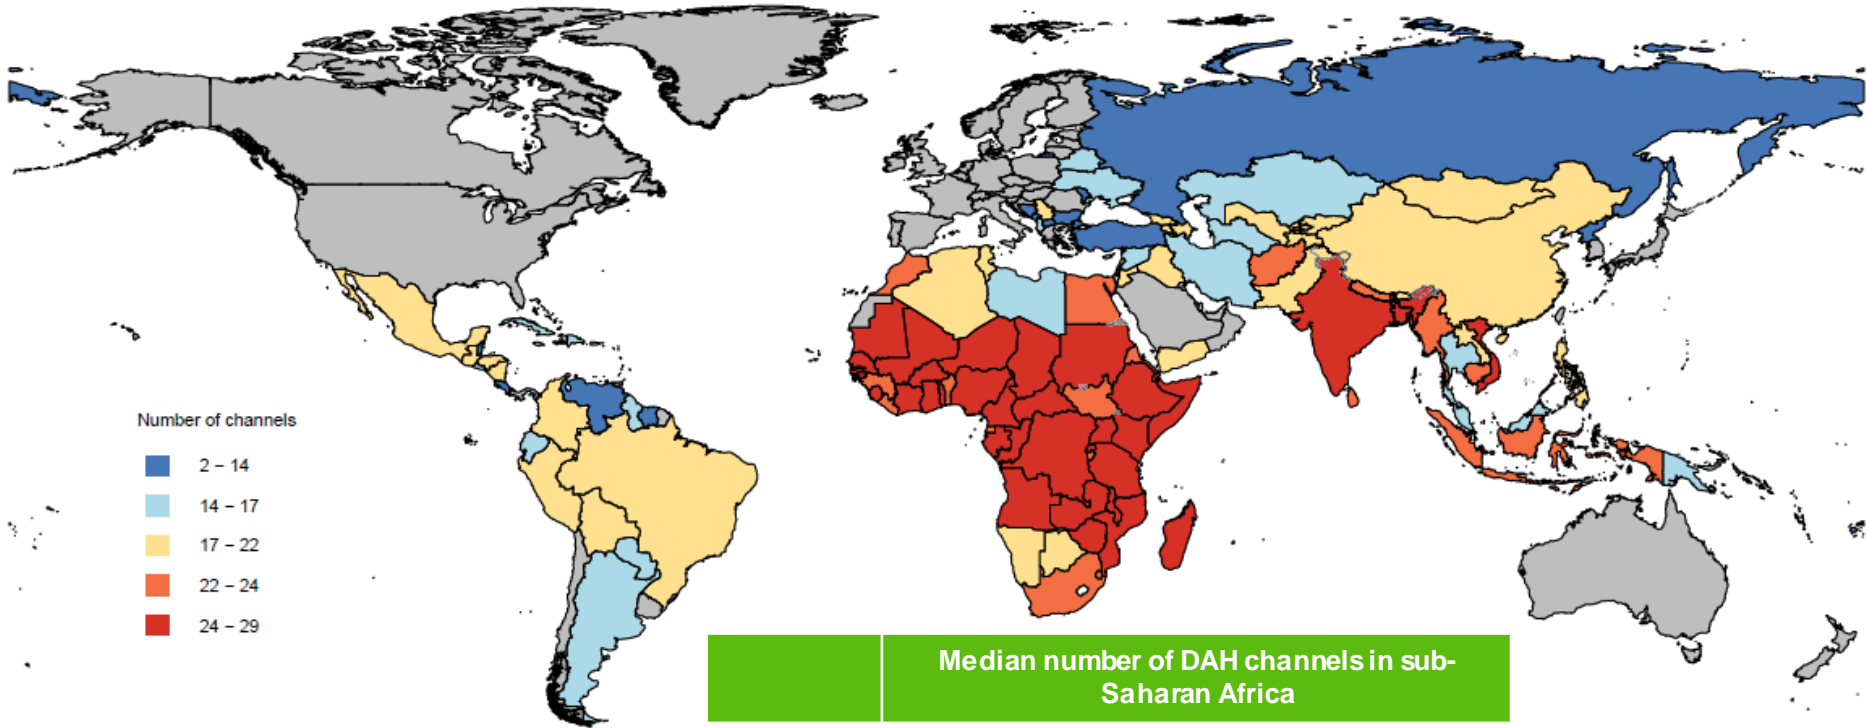 Number of channels
2 – 14
14 – 17
17 – 22
22 – 24
24 – 29
Median number of DAH channels in sub-
Saharan Africa